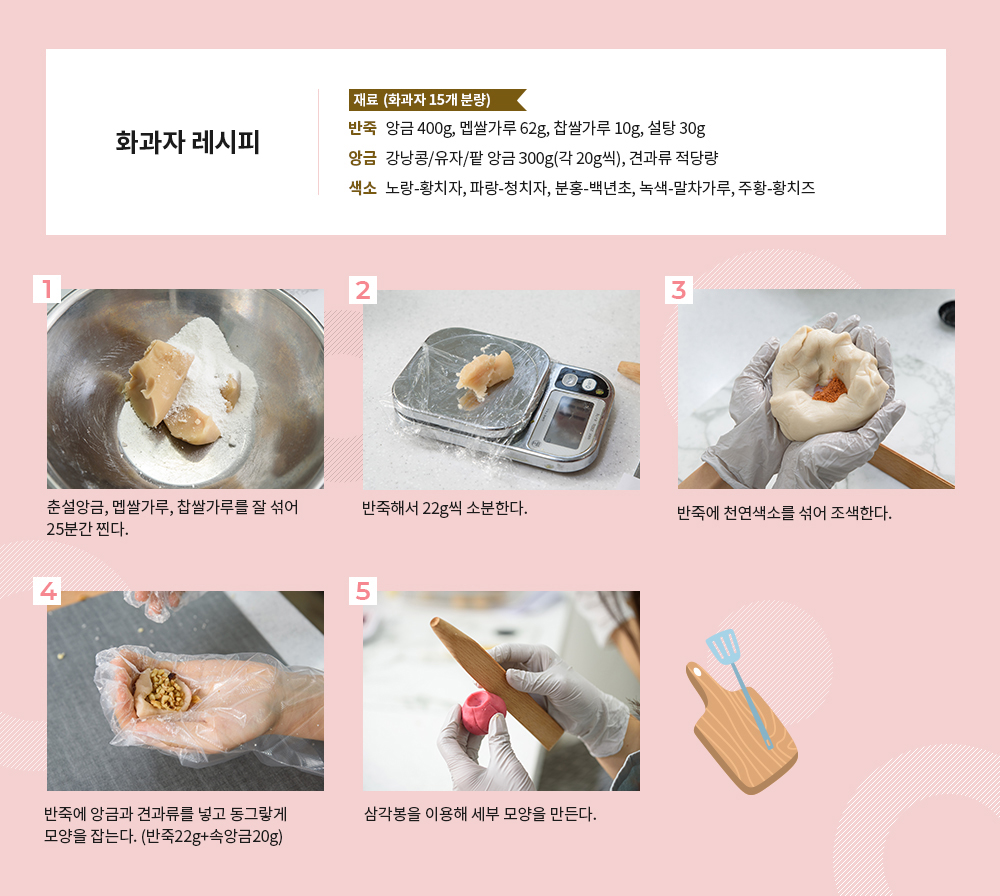 화과자 레시피
재료 (화과자 15개 분량)
반죽 앙금 400g, 멥쌀가루 62g, 찹쌀가루 10g, 설탕 30g
앙금 강낭콩/유자/팥 앙금 300g(각 20g씩), 견과류 적당량
색소 노랑-황치자, 파랑-청치자, 분홍-백년초, 녹색-말차가루, 주황-황치즈
1
2
3
춘설앙금, 멥쌀가루, 찹쌀가루를 잘 섞어
25분간 찐다.
반죽해서 22g씩 소분한다.
반죽에 천연색소를 섞어 조색한다.
4
5
반죽에 앙금과 견과류를 넣고 동그랗게
모양을 잡는다. (반죽22g+속앙금20g)
삼각봉을 이용해 세부 모양을 만든다.